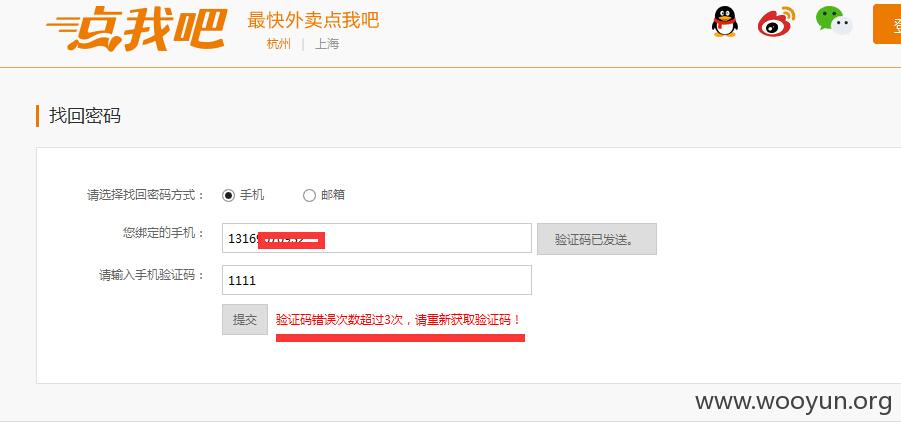 点我吧
最快外卖点我吧
杭州 | 上海
找回密码
请选择找回密码方式： 手机 邮箱
您绑定的手机： 1316 验证码已发送。
请输入手机验证码： 1111
提交 验证码错误次数超过3次，请重新获取验证码！
www.wooyun.org